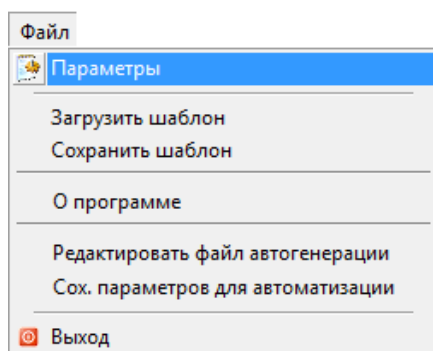 Файл
Параметры
Загрузить шаблон
Сохранить шаблон
О программе
Редактировать файл автогенерации
Сох. параметров для автоматизации
Выход